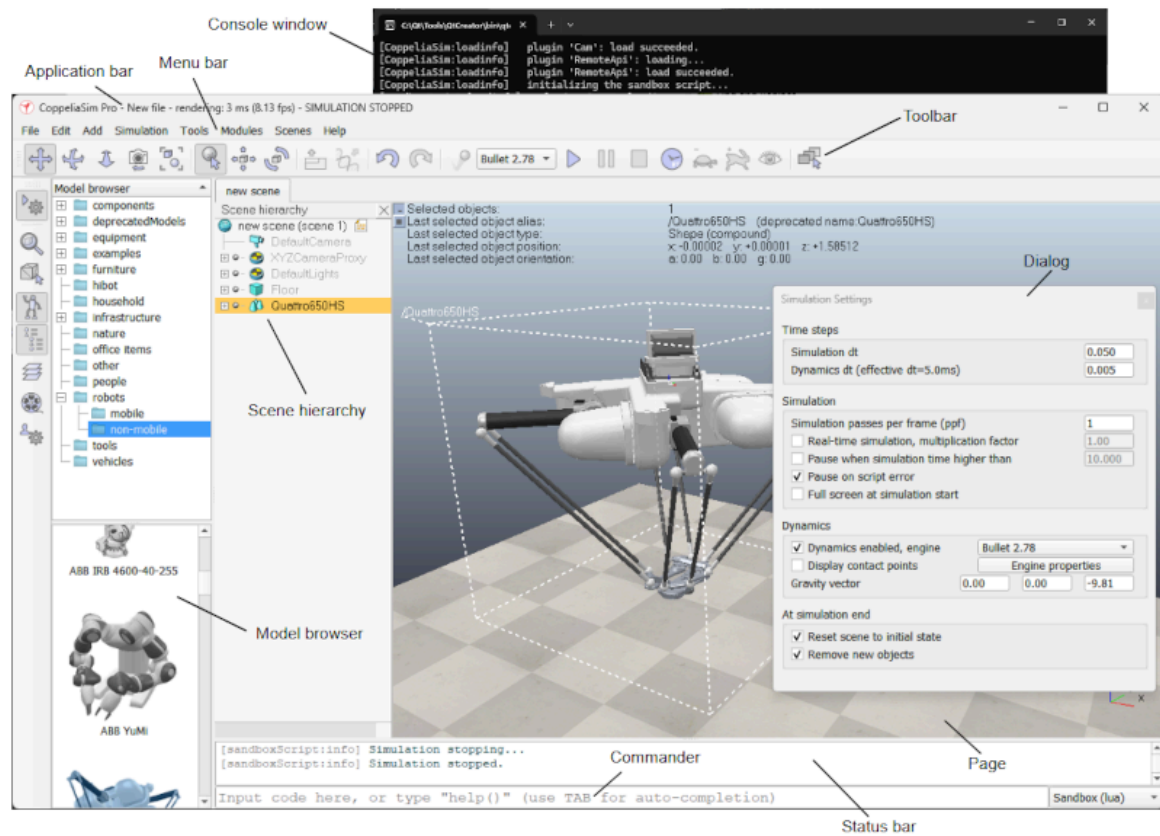 Console window
C:\Qt\Tools\QtCreator\bin\qt
[CoppeliaSim:loadinfo] plugin 'Cam': load succeeded.
[CoppeliaSim:loadinfo] plugin 'RemoteApi': loading...
[CoppeliaSim:loadinfo] plugin 'RemoteApi': load succeeded.
[CoppeliaSim:loadinfo] initializing the sandbox script...
Application bar
Menu bar
CoppeliaSim Pro - New file - rendering: 3 ms (8.13 fps) - SIMULATION STOPPED
Toolbar
File Edit Add Simulation Tools Modules Scenes Help
Bullet 2.78
Model browser
components
deprecatedModels
equipment
examples
furniture
hibot
household
infrastructure
nature
office items
other
people
robots
mobile
non-mobile
tools
vehicles
ABB IRB 4600-40-255
ABB YuMi
Model browser
new scene
Scene hierarchy
new scene (scene 1)
DefaultCamera
XYZCameraProxy
DefaultLights
Floor
Quattro650HS
Scene hierarchy
Selected objects: 1
Last selected object alias: /Quattro650HS (deprecated name:Quattro650HS)
Last selected object type: Shape (compound)
Last selected object position: x: -0.00002 y: +0.00001 z: +1.58512
Last selected object orientation: a: 0.00 b: 0.00 g: 0.00
/Quattro650HS
Dialog
Simulation Settings
Time steps
Simulation dt 0.050
Dynamics dt (effective dt=5.0ms) 0.005
Simulation
Simulation passes per frame (ppf) 1
Real-time simulation, multiplication factor 1.00
Pause when simulation time higher than 10.000
Pause on script error
Full screen at simulation start
Dynamics
Dynamics enabled, engine Bullet 2.78
Display contact points Engine properties
Gravity vector 0.00 0.00 -9.81
At simulation end
Reset scene to initial state
Remove new objects
x
Page
[sandboxScript:info] Simulation stopping...
[sandboxScript:info] Simulation stopped.
Commander
Input code here, or type "help()" (use TAB for auto-completion)
Sandbox (lua)
Status bar